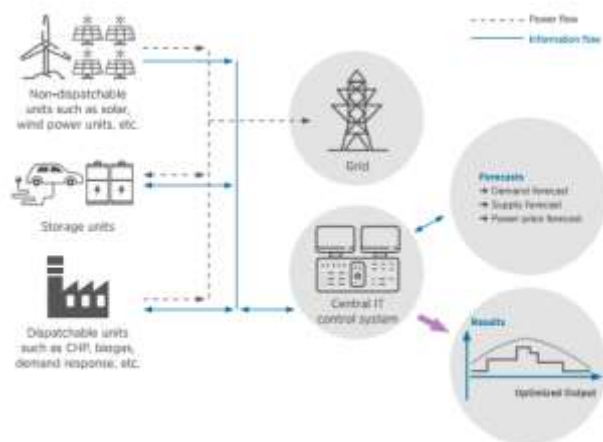 Power flow
Information flow
Non-dispatchable
units such as solar,
wind power units, etc.
Grid
Storage units
Forecasts
→ Demand forecast
→ Supply forecast
→ Power price forecast
Central IT
control system
Dispatchable units
such as CHP, biogas,
demand response, etc.
Results
Optimized Output